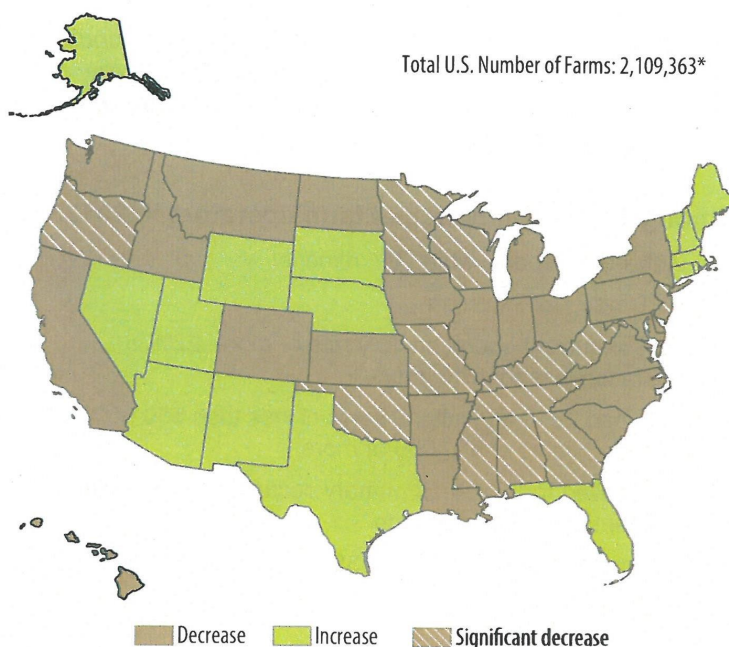 Total U.S. Number of Farms: 2,109,363*
Decrease Increase Significant decrease